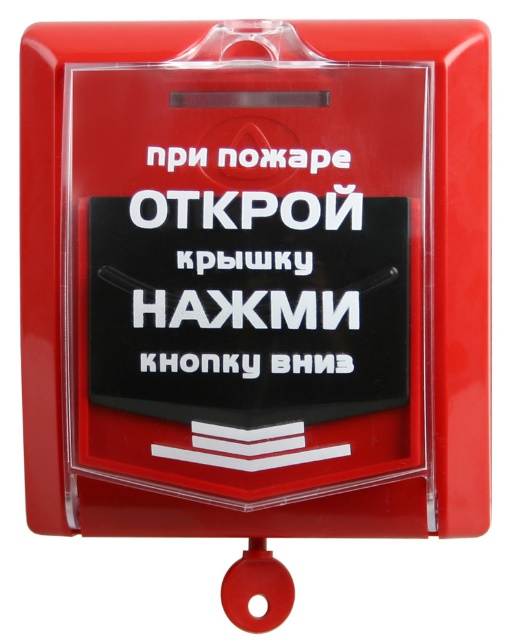 при пожаре
ОТКРОЙ
крышку
НАЖМИ
кнопку вниз